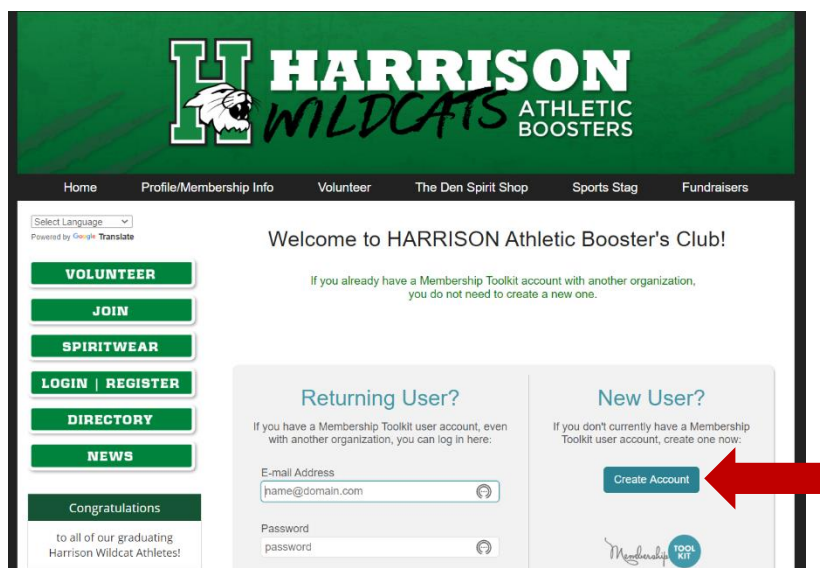 H HARRISON
WILDCATS ATHLETIC
BOOSTERS
Home Profile/Membership Info Volunteer The Den Spirit Shop Sports Stag Fundraisers
Select Language
Powered by Google Translate
VOLUNTEER
JOIN
SPIRITWEAR
LOGIN | REGISTER
DIRECTORY
NEWS
Congratulations
to all of our graduating
Harrison Wildcat Athletes!
Welcome to HARRISON Athletic Booster's Club!
If you already have a Membership Toolkit account with another organization,
you do not need to create a new one.
Returning User?
If you have a Membership Toolkit user account, even
with another organization, you can log in here:
E-mail Address
name@domain.com
Password
password
New User?
If you don't currently have a Membership
Toolkit user account, create one now:
Create Account
Membership TOOL
KIT